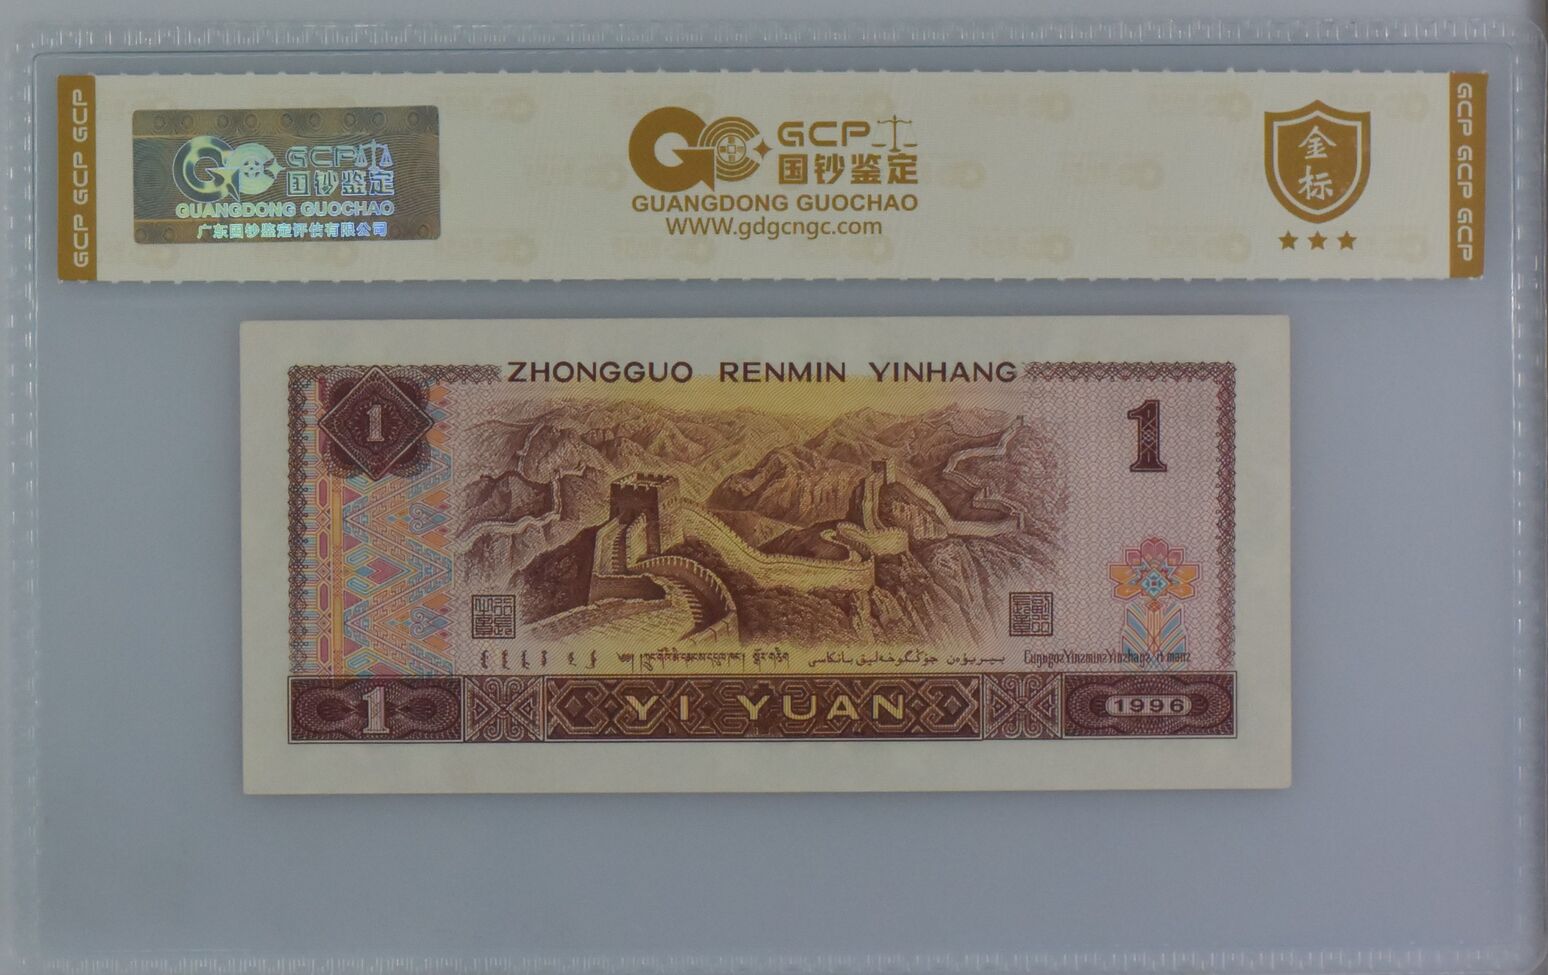 GCP GCP GCP
GCP
国钞鉴定
GUANGDONG GUOCHAO
广东国钞鉴定评估有限公司
GCP
国钞鉴定
GUANGDONG GUOCHAO
WWW.gdgcngc.com
金
标
GCP GCP GCP
ZHONGGUO RENMIN YINHANG
1
1
1
YI YUAN
1996